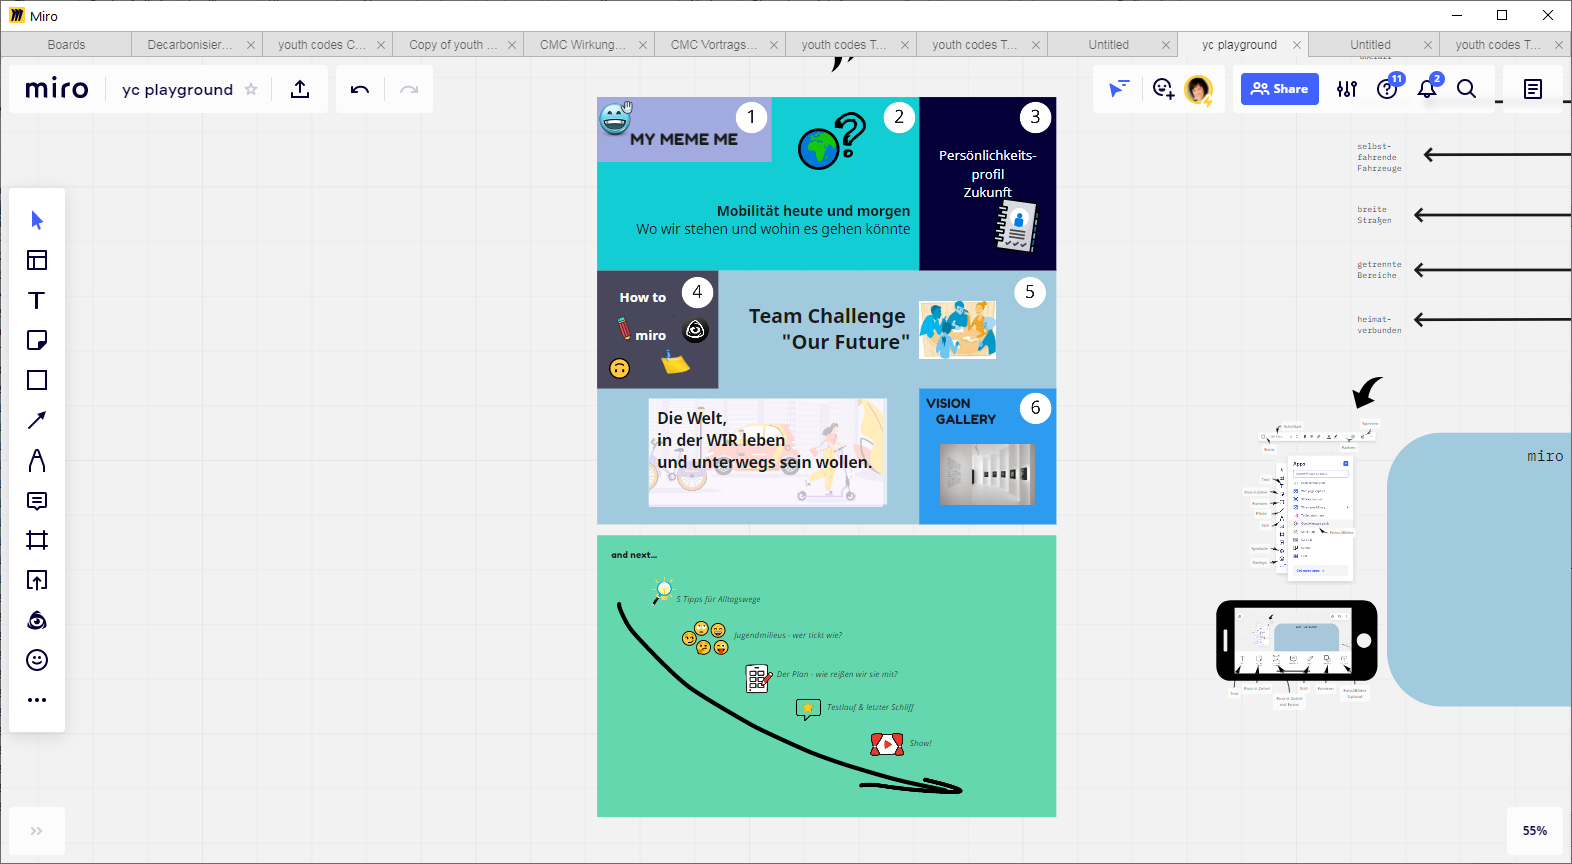 Miro
Boards
Decarbonisier...
youth codes C...
Copy of youth ...
CMC Wirkung...
CMC Vortrags...
youth codes T...
youth codes T...
Untitled
yc playground
Untitled
youth codes T...
miro
yc playground
Share
11
2
MY MEME ME
1
2
3
Mobilität heute und morgen
Wo wir stehen und wohin es gehen könnte
Persönlichkeits-
profil
Zukunft
How to
miro
4
Team Challenge
"Our Future"
5
Die Welt,
in der WIR leben
und unterwegs sein wollen.
VISION
GALLERY
6
and next...
5 Tipps für Alltagswege
Jugendmilieus - wer tickt wie?
Der Plan - wie reißen wir sie mit?
Testlauf & letzter Schliff
Show!
selbst-
fahrende
Fahrzeuge
breite
Straßen
getrennte
Bereiche
heimat-
verbunden
Apps
miro
55%